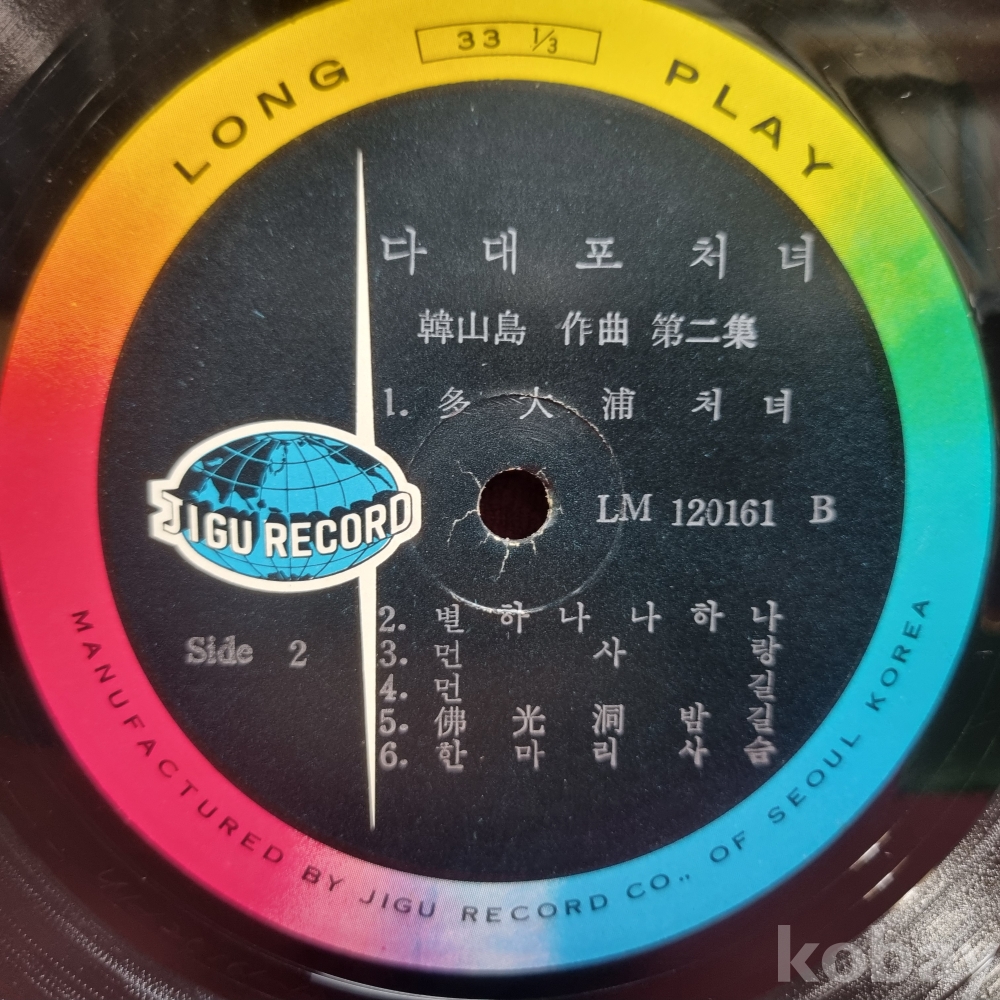 33 1/3
LONG PLAY
다 대 포 처 녀
韓山島 作曲 第二集
1. 多 大 浦 처 녀
JIGU RECORD
LM 120161 B
Side 2
2. 별 하 나 나 하 나
3. 먼 사 랑
4. 먼 길
5. 佛 光 洞 밤 길
6. 한 마 리 사 슴
MANUFACTURED BY JIGU RECORD CO., OF SEOUL KOREA